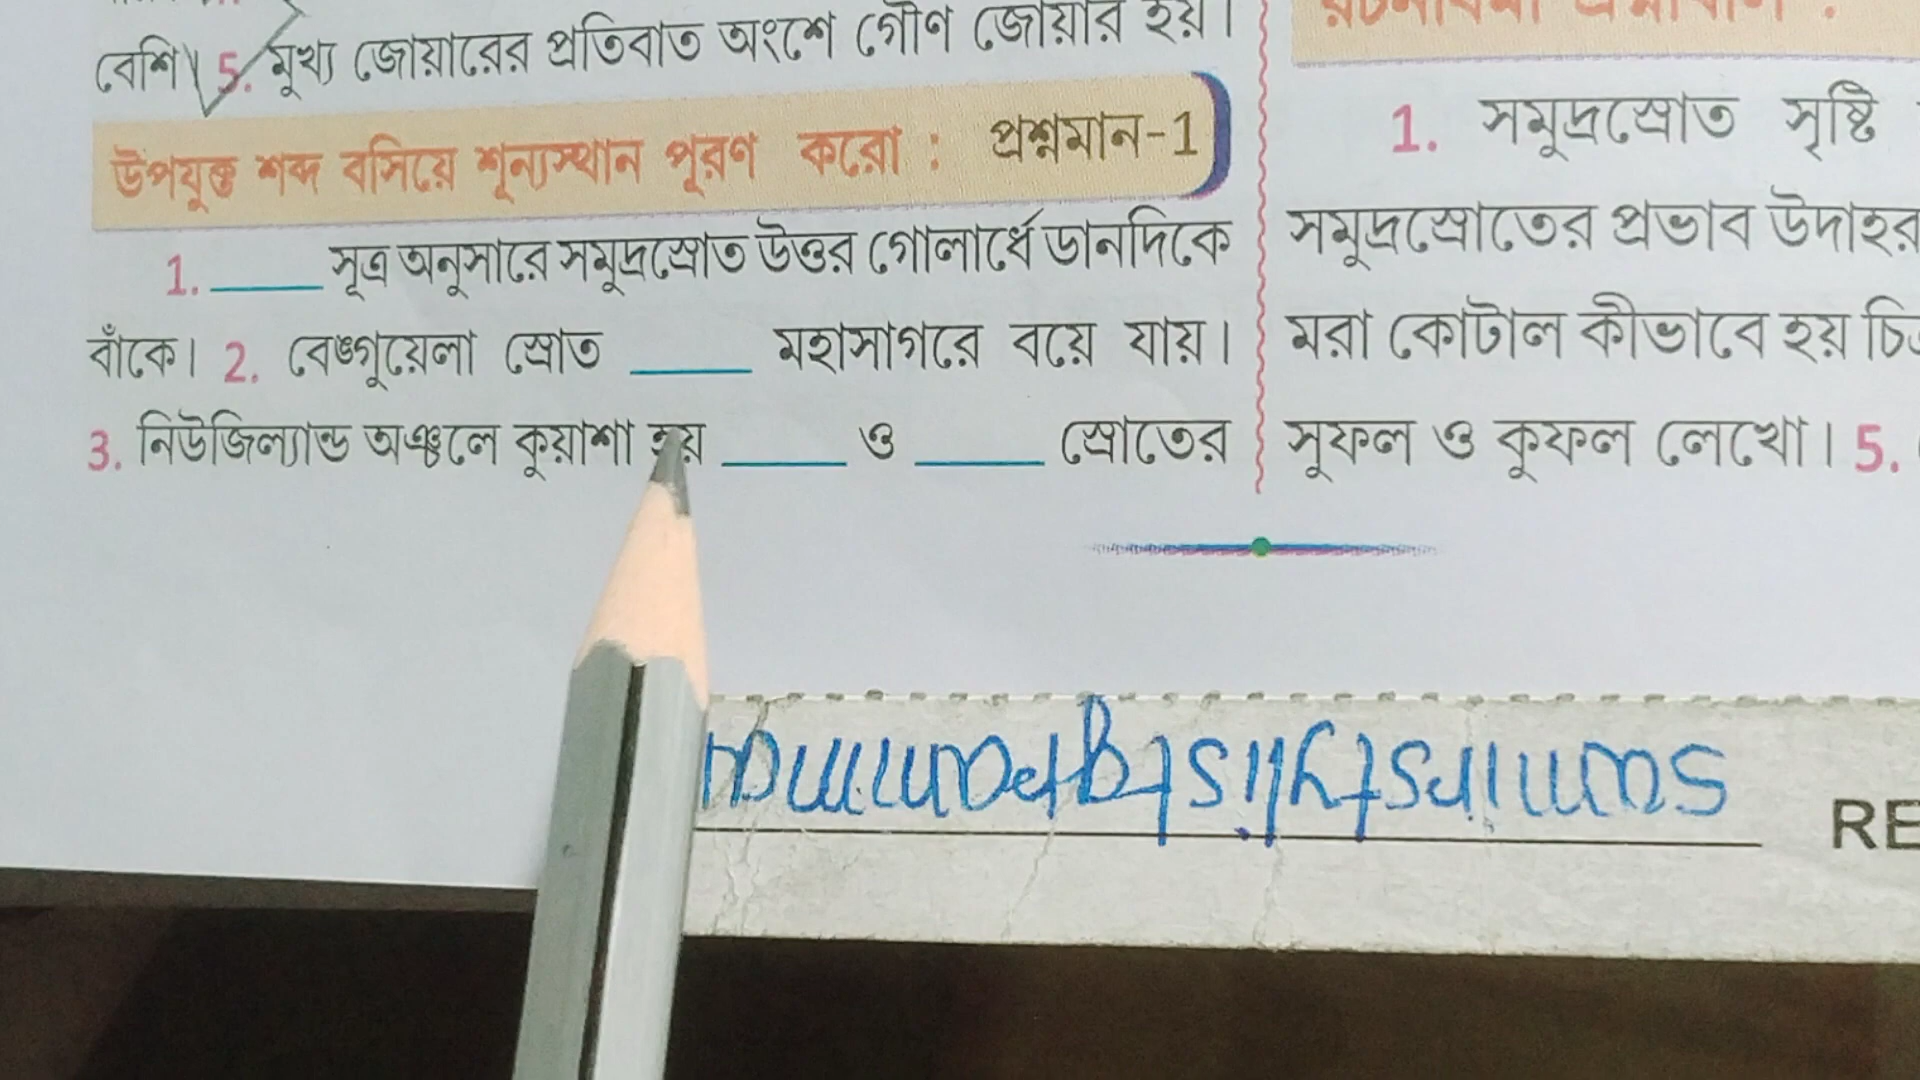 বেশি। 5. মুখ্য জোয়ারের প্রতিবাত অংশে গৌণ জোয়ার হয়।
উপযুক্ত শব্দ বসিয়ে শূন্যস্থান পূরণ করো : প্রশ্নমান-1
1. ____ সূত্র অনুসারে সমুদ্রস্রোত উত্তর গোলার্ধে ডানদিকে
বাঁকে। 2. বেঙ্গুয়েলা স্রোত ____ মহাসাগরে বয়ে যায়।
3. নিউজিল্যান্ড অঞ্চলে কুয়াশা হয় ____ ও ____ স্রোতের
1. সমুদ্রস্রোত সৃষ্টি
সমুদ্রস্রোতের প্রভাব উদাহর
মরা কোটাল কীভাবে হয়
সুফল ও কুফল লেখো। 5.
RE